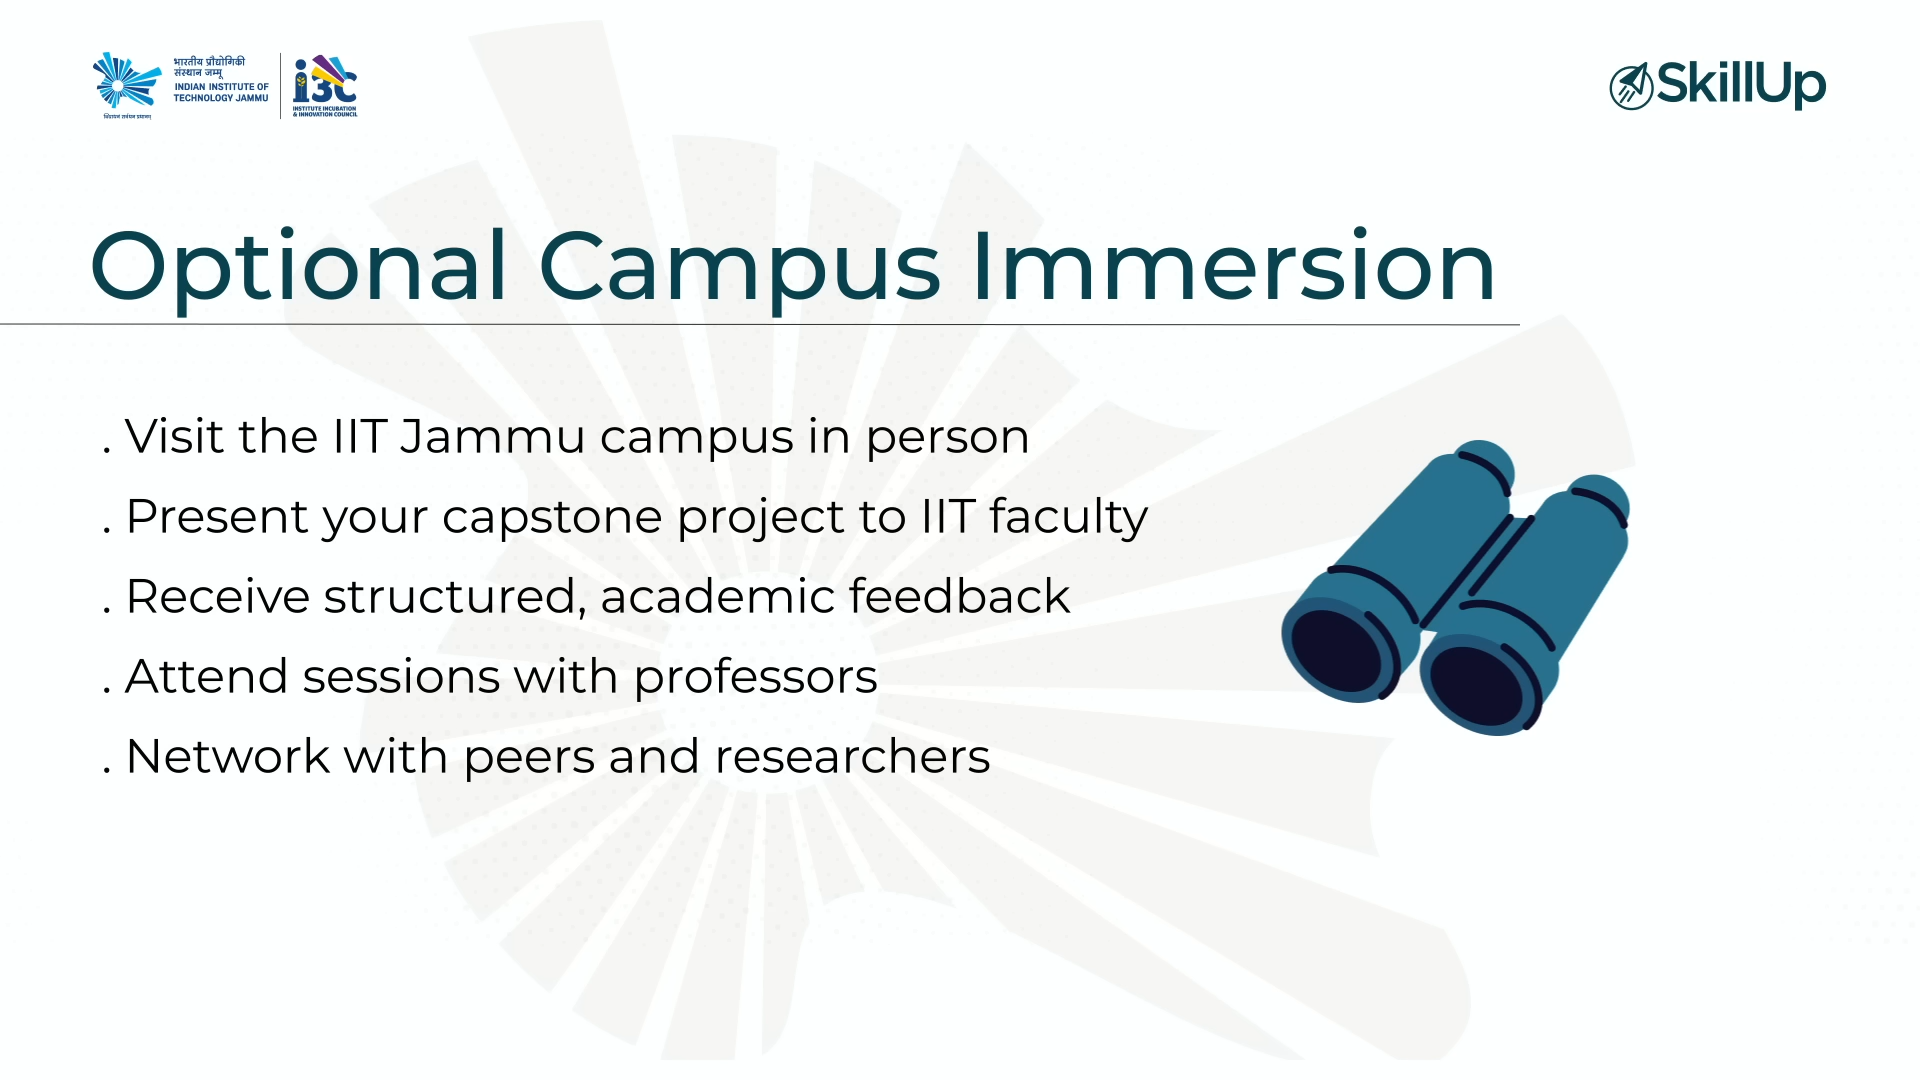 भारतीय प्रौद्योगिकी
संस्थान जम्मू
INDIAN INSTITUTE OF
TECHNOLOGY JAMMU
i3C
INSTITUTE INCUBATION
& INNOVATION COUNCIL
SkillUp
Optional Campus Immersion
. Visit the IIT Jammu campus in person
. Present your capstone project to IIT faculty
. Receive structured, academic feedback
. Attend sessions with professors
. Network with peers and researchers